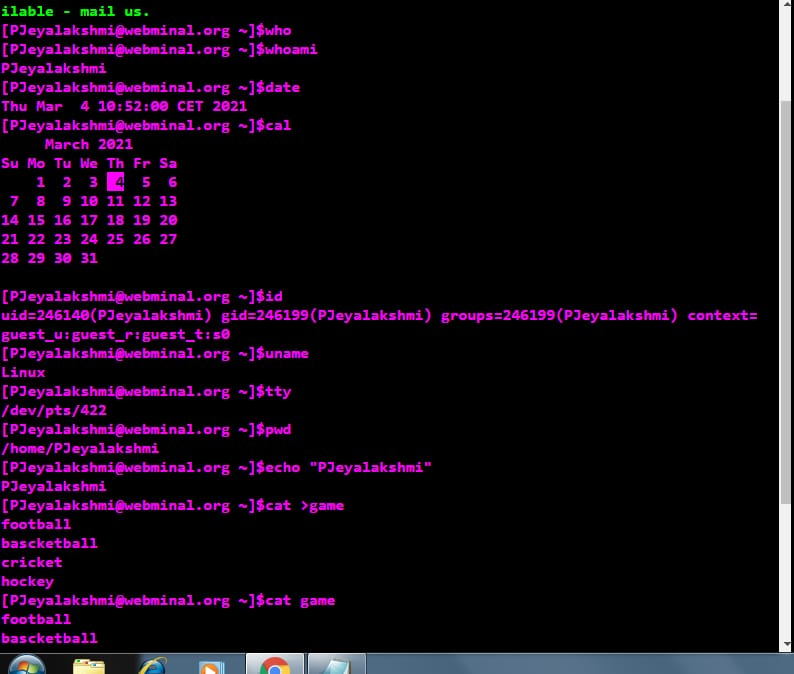 ilable - mail us.
[PJeyalakshmi@webminal.org ~]$who
[PJeyalakshmi@webminal.org ~]$whoami
PJeyalakshmi
[PJeyalakshmi@webminal.org ~]$date
Thu Mar  4 10:52:00 CET 2021
[PJeyalakshmi@webminal.org ~]$cal
     March 2021
Su Mo Tu We Th Fr Sa
    1  2  3  4  5  6
 7  8  9 10 11 12 13
14 15 16 17 18 19 20
21 22 23 24 25 26 27
28 29 30 31
[PJeyalakshmi@webminal.org ~]$id
uid=246140(PJeyalakshmi) gid=246199(PJeyalakshmi) groups=246199(PJeyalakshmi) context=
guest_u:guest_r:guest_t:s0
[PJeyalakshmi@webminal.org ~]$uname
Linux
[PJeyalakshmi@webminal.org ~]$tty
/dev/pts/422
[PJeyalakshmi@webminal.org ~]$pwd
/home/PJeyalakshmi
[PJeyalakshmi@webminal.org ~]$echo "PJeyalakshmi"
PJeyalakshmi
[PJeyalakshmi@webminal.org ~]$cat >game
football
bascketball
cricket
hockey
[PJeyalakshmi@webminal.org ~]$cat game
football
bascketball